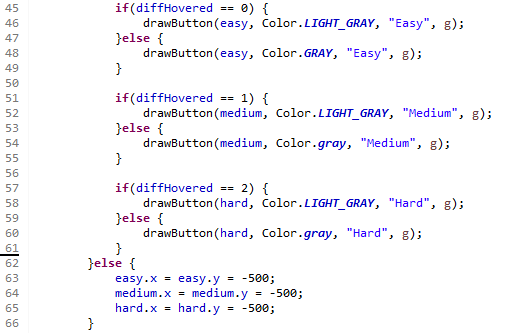 45 if(diffHovered == 0) {
46 drawButton(easy, Color.LIGHT_GRAY, "Easy", g);
47 }else {
48 drawButton(easy, Color.GRAY, "Easy", g);
49 }
50
51 if(diffHovered == 1) {
52 drawButton(medium, Color.LIGHT_GRAY, "Medium", g);
53 }else {
54 drawButton(medium, Color.gray, "Medium", g);
55 }
56
57 if(diffHovered == 2) {
58 drawButton(hard, Color.LIGHT_GRAY, "Hard", g);
59 }else {
60 drawButton(hard, Color.gray, "Hard", g);
61 }
62 }else {
63 easy.x = easy.y = -500;
64 medium.x = medium.y = -500;
65 hard.x = hard.y = -500;
66 }